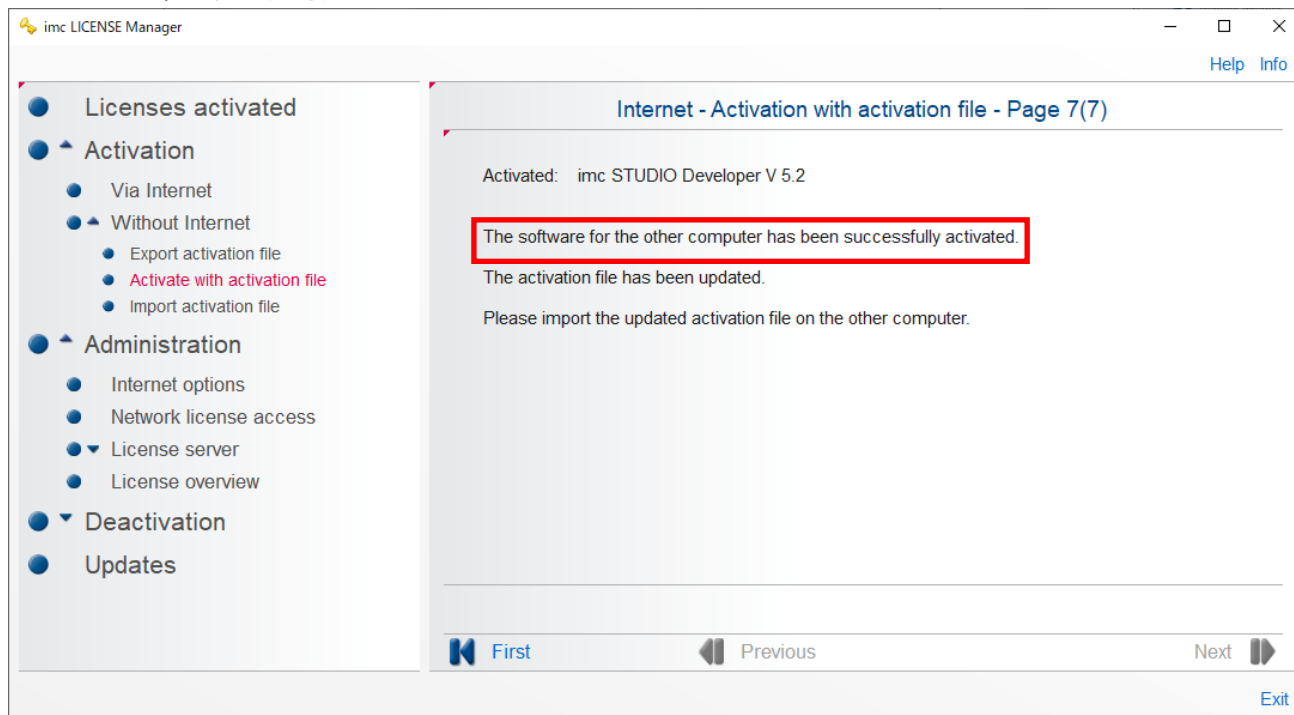 imc LICENSE Manager
Help Info
Licenses activated
Activation
Via Internet
Without Internet
Export activation file
Activate with activation file
Import activation file
Administration
Internet options
Network license access
License server
License overview
Deactivation
Updates
Internet - Activation with activation file - Page 7(7)
Activated: imc STUDIO Developer V 5.2
The software for the other computer has been successfully activated.
The activation file has been updated.
Please import the updated activation file on the other computer.
First Previous Next
Exit